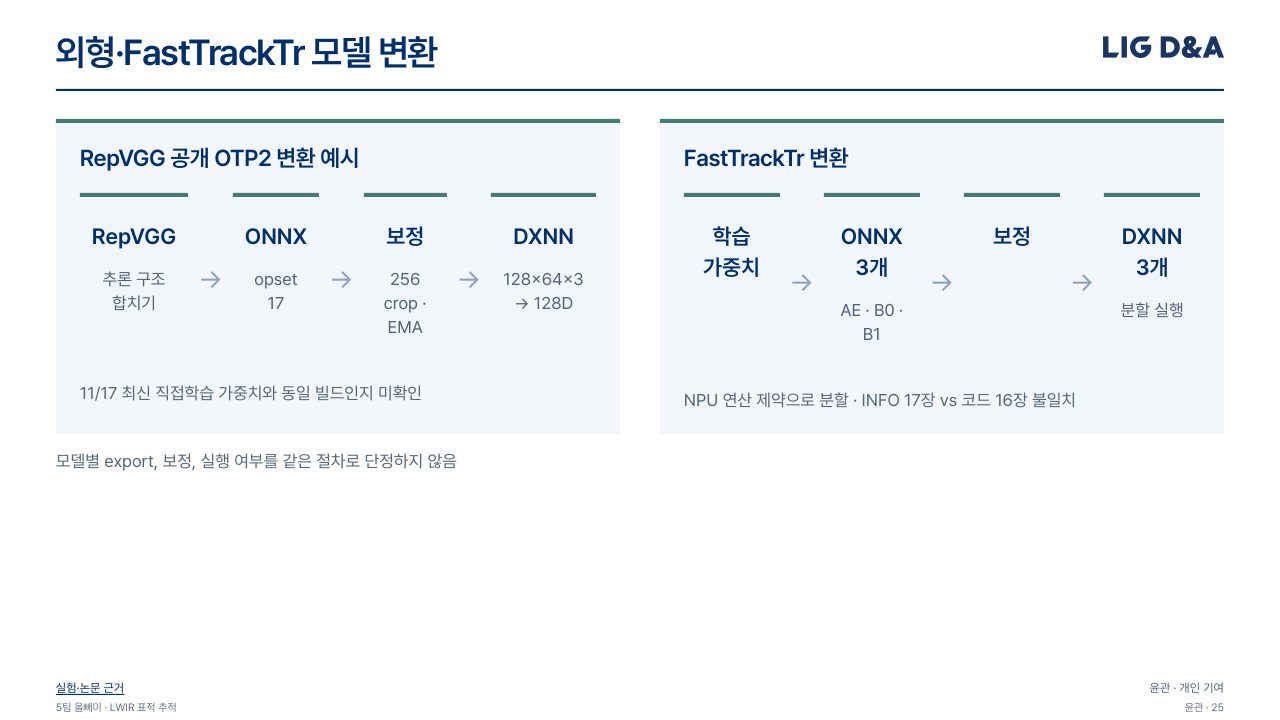 외형·FastTrackTr 모델 변환
LIG D&A
RepVGG 공개 OTP2 변환 예시
RepVGG
추론 구조
합치기
→
ONNX
opset
17
→
보정
256
crop ·
EMA
→
DXNN
128×64×3
→ 128D
11/17 최신 직접학습 가중치와 동일 빌드인지 미확인
FastTrackTr 변환
학습
가중치
→
ONNX
3개
AE · B0 ·
B1
→
보정
→
DXNN
3개
분할 실행
NPU 연산 제약으로 분할 · INFO 17장 vs 코드 16장 불일치
모델별 export, 보정, 실행 여부를 같은 절차로 단정하지 않음
실험·논문 근거
5팀 올빼미 · LWIR 표적 추적
윤관 · 개인 기여
윤관 · 25